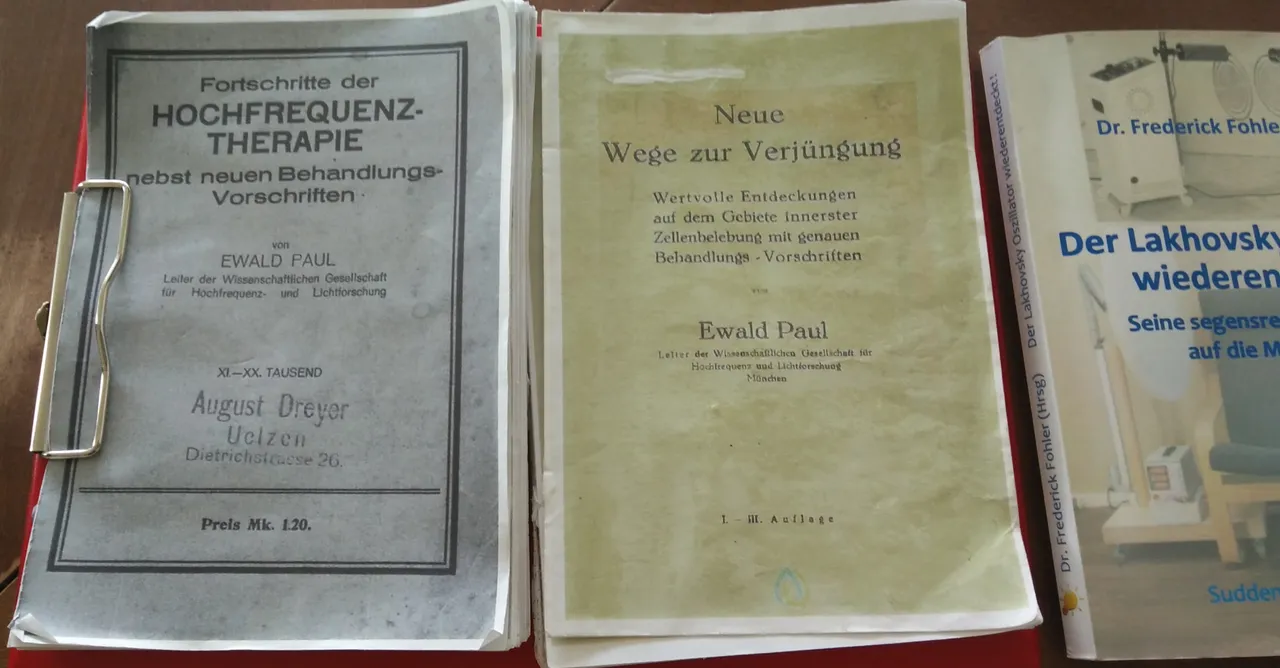 Fortschritte der
HOCHFREQUENZ-
THERAPIE
nebst neuen Behandlungs-
Vorschriften
von
EWALD PAUL
Leiter der Wissenschaftlichen Gesellschaft
für Hochfrequenz- und Lichtforschung
XI.—XX. TAUSEND
August Dreyer
Uelzen
Dietrichstrasse 26.
Preis Mk. 1.20.
Neue
Wege zur Verjüngung
Wertvolle Entdeckungen
auf dem Gebiete innerster
Zellenbelebung mit genauen
Behandlungs - Vorschriften
von
Ewald Paul
Leiter der Wissenschaftlichen Gesellschaft für
Hochfrequenz und Lichtforschung
München
I. - III. Auflage
Dr. Frederick Fohler (Hrsg) Der Lakhovsky Oszillator wiederentdeckt!
Dr. Frederick Fohle
Der Lakhovsky
wiederen
Seine segensre
auf die M
Sudden